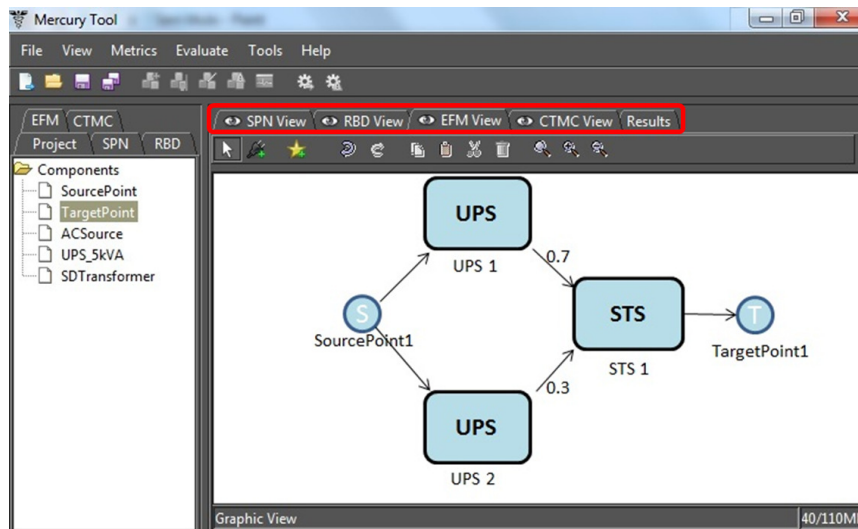 Mercury Tool
File View Metrics Evaluate Tools Help
EFM CTMC
Project SPN RBD
SPN View RBD View EFM View CTMC View Results
Components
SourcePoint
TargetPoint
ACSource
UPS_5kVA
SDTransformer
UPS
UPS 1
0.7
S
SourcePoint1
STS
STS 1
T
TargetPoint1
0.3
UPS
UPS 2
Graphic View
40/110M